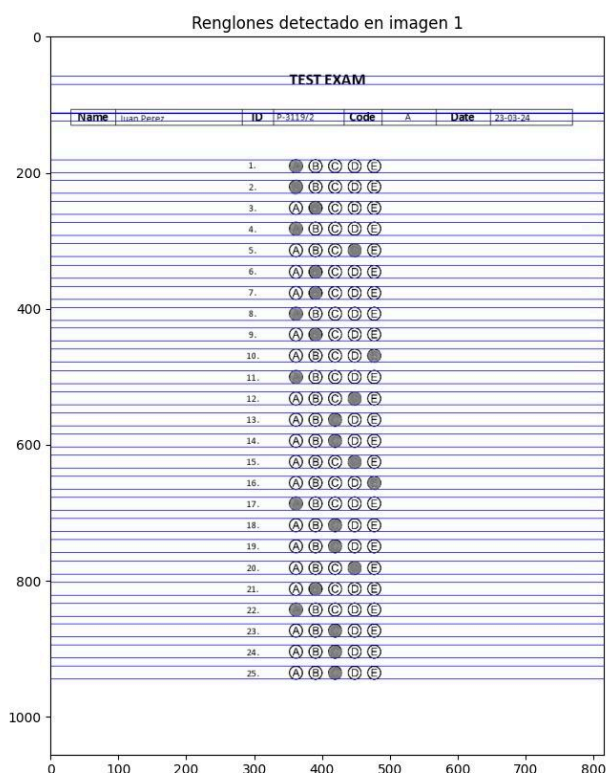 Renglones detectado en imagen 1
0
TEST EXAM
Name Juan Perez ID P-3119/2 Code A Date 23-03-24
1. B C D E
200
2. B C D E
3. A C D E
4. B C D E
5. A B C E
6. A C D E
7. A C D E
8. B C D E
400
9. A C D E
10. A B C D
11. B C D E
12. A B C E
13. A B D E
600
14. A B D E
15. A B C E
16. A B C D
17. B C D E
18. A B D E
19. A B D E
20. A B C E
800
21. A C D E
22. B C D E
23. A B D E
24. A B D E
25. A B D E
1000
0 100 200 300 400 500 600 700 800